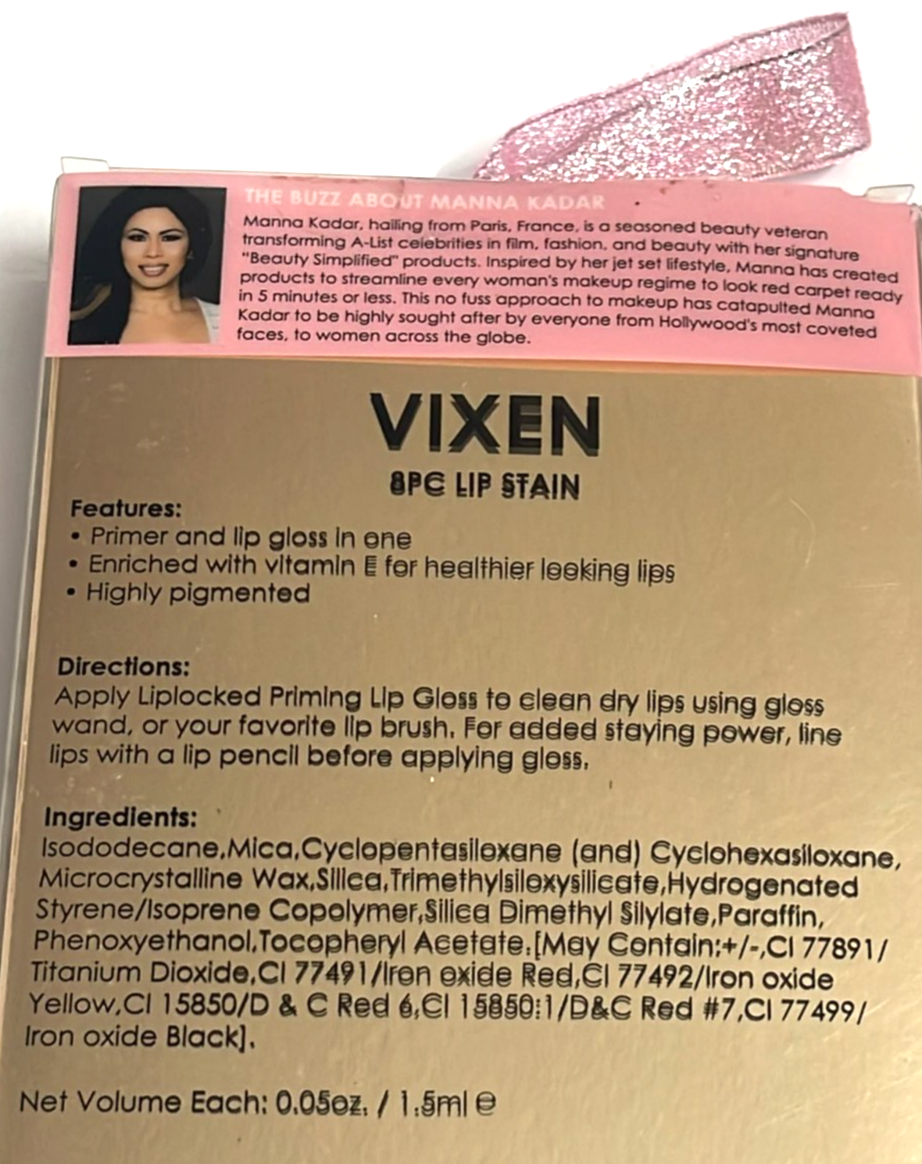 THE BUZZ ABOUT MANNA KADAR
Manna Kadar, hailing from Paris, France, is a seasoned beauty veteran
transforming A-List celebrities in film, fashion, and beauty with her signature
"Beauty Simplified" products. Inspired by her jet set lifestyle, Manna has created
products to streamline every woman's makeup regime to look red carpet ready
in 5 minutes or less. This no fuss approach to makeup has catapulted Manna
Kadar to be highly sought after by everyone from Hollywood's most coveted
faces, to women across the globe.
VIXEN
8PC LIP STAIN
Features:
• Primer and lip gloss in one
• Enriched with vitamin E for healthier looking lips
• Highly pigmented
Directions:
Apply Liplocked Priming Lip Gloss to clean dry lips using gloss
wand, or your favorite lip brush. For added staying power, line
lips with a lip pencil before applying gloss.
Ingredients:
Isododecane,Mica,Cyclopentasiloxane (and) Cyclohexasiloxane,
Microcrystalline Wax,Silica,Trimethylsiloxysilicate,Hydrogenated
Styrene/Isoprene Copolymer,Silica Dimethyl Silylate,Paraffin,
Phenoxyethanol,Tocopheryl Acetate.[May Contain:+/-,CI 77891/
Titanium Dioxide,CI 77491/Iron oxide Red,CI 77492/Iron oxide
Yellow,CI 15850/D & C Red 6,CI 15850:1/D&C Red #7,CI 77499/
Iron oxide Black].
Net Volume Each: 0.05oz. / 1.5ml ℮